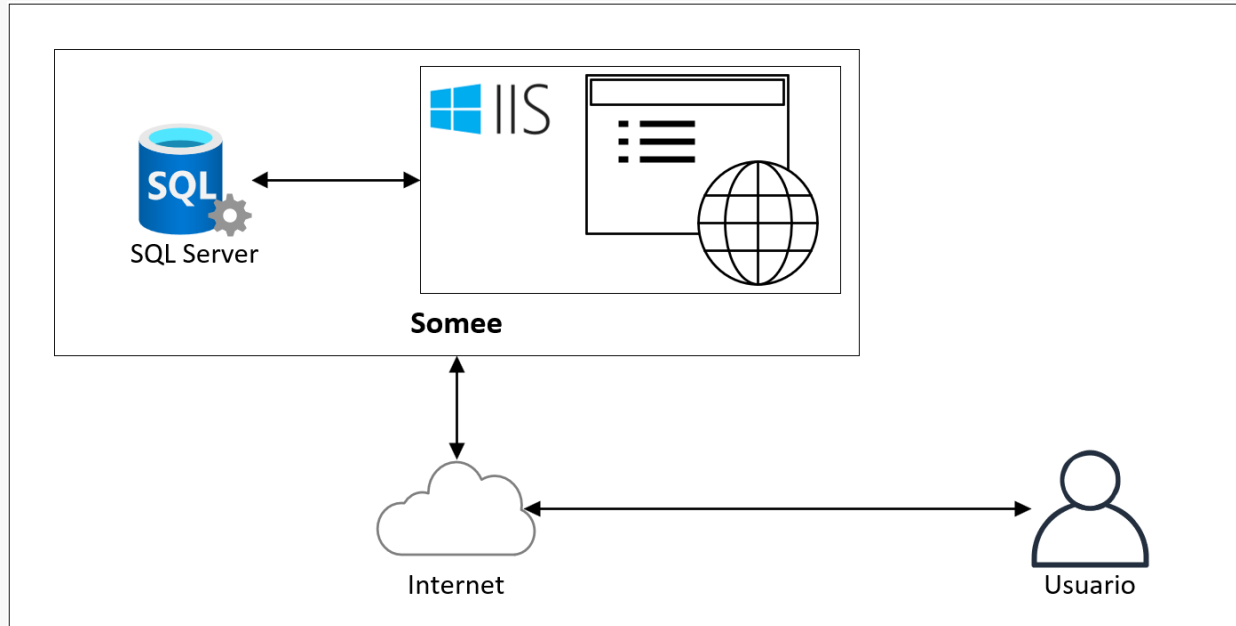 IIS
SQL
SQL Server
Somee
Internet
Usuario